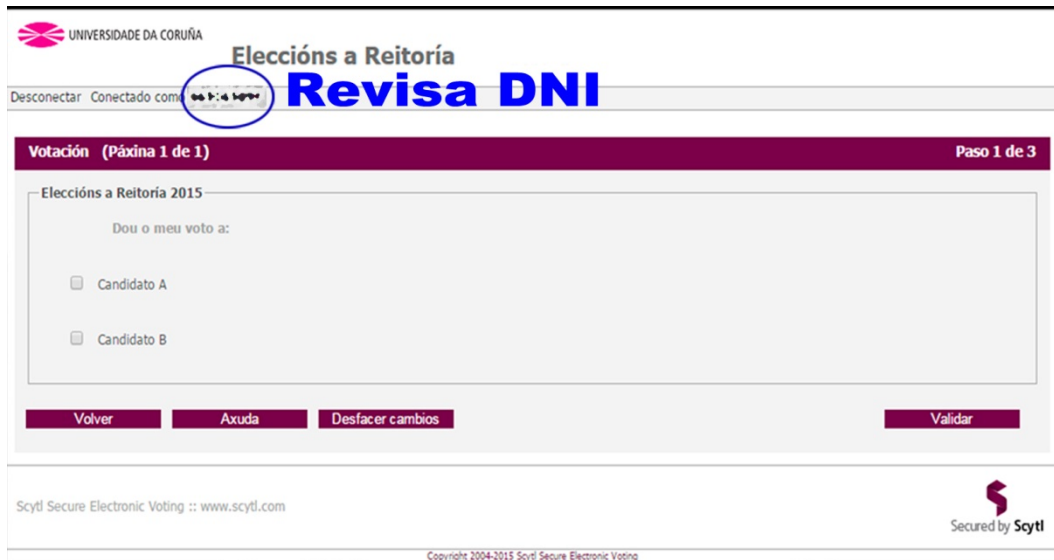 UNIVERSIDADE DA CORUÑA
Eleccións a Reitoría
Desconectar Conectado como
Revisa DNI
Votación (Páxina 1 de 1) Paso 1 de 3
Eleccións a Reitoría 2015
Dou o meu voto a:
Candidato A
Candidato B
Volver Axuda Desfacer cambios Validar
Scytl Secure Electronic Voting :: www.scytl.com
Secured by Scytl
Copyright 2004-2015 Scytl Secure Electronic Voting